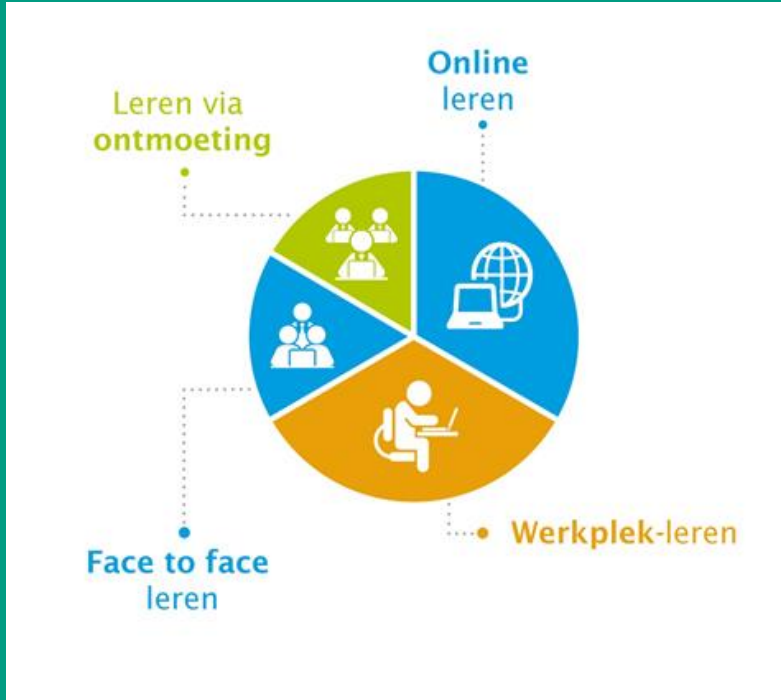 Online
leren
Leren via
ontmoeting
Werkplek-leren
Face to face
leren